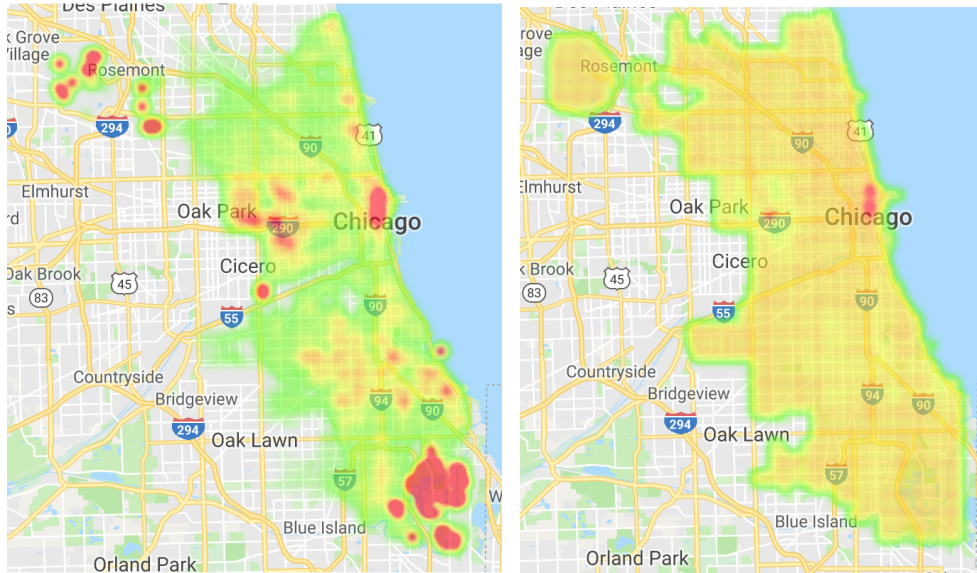 Des Plaines
k Grove
Village
Rosemont
294
41
90
Elmhurst
Oak Park
rd
290
Chicago
Cicero
Oak Brook
45
83
s
55
90
Countryside
94
Bridgeview
90
294
Oak Lawn
57
W
Blue Island
Orland Park
rove
age
Rosemont
294
41
90
Elmhurst
Oak Park
290
Chicago
Cicero
k Brook
45
83
55
90
Countryside
94
Bridgeview
90
294
Oak Lawn
57
Blue Island
Orland Park